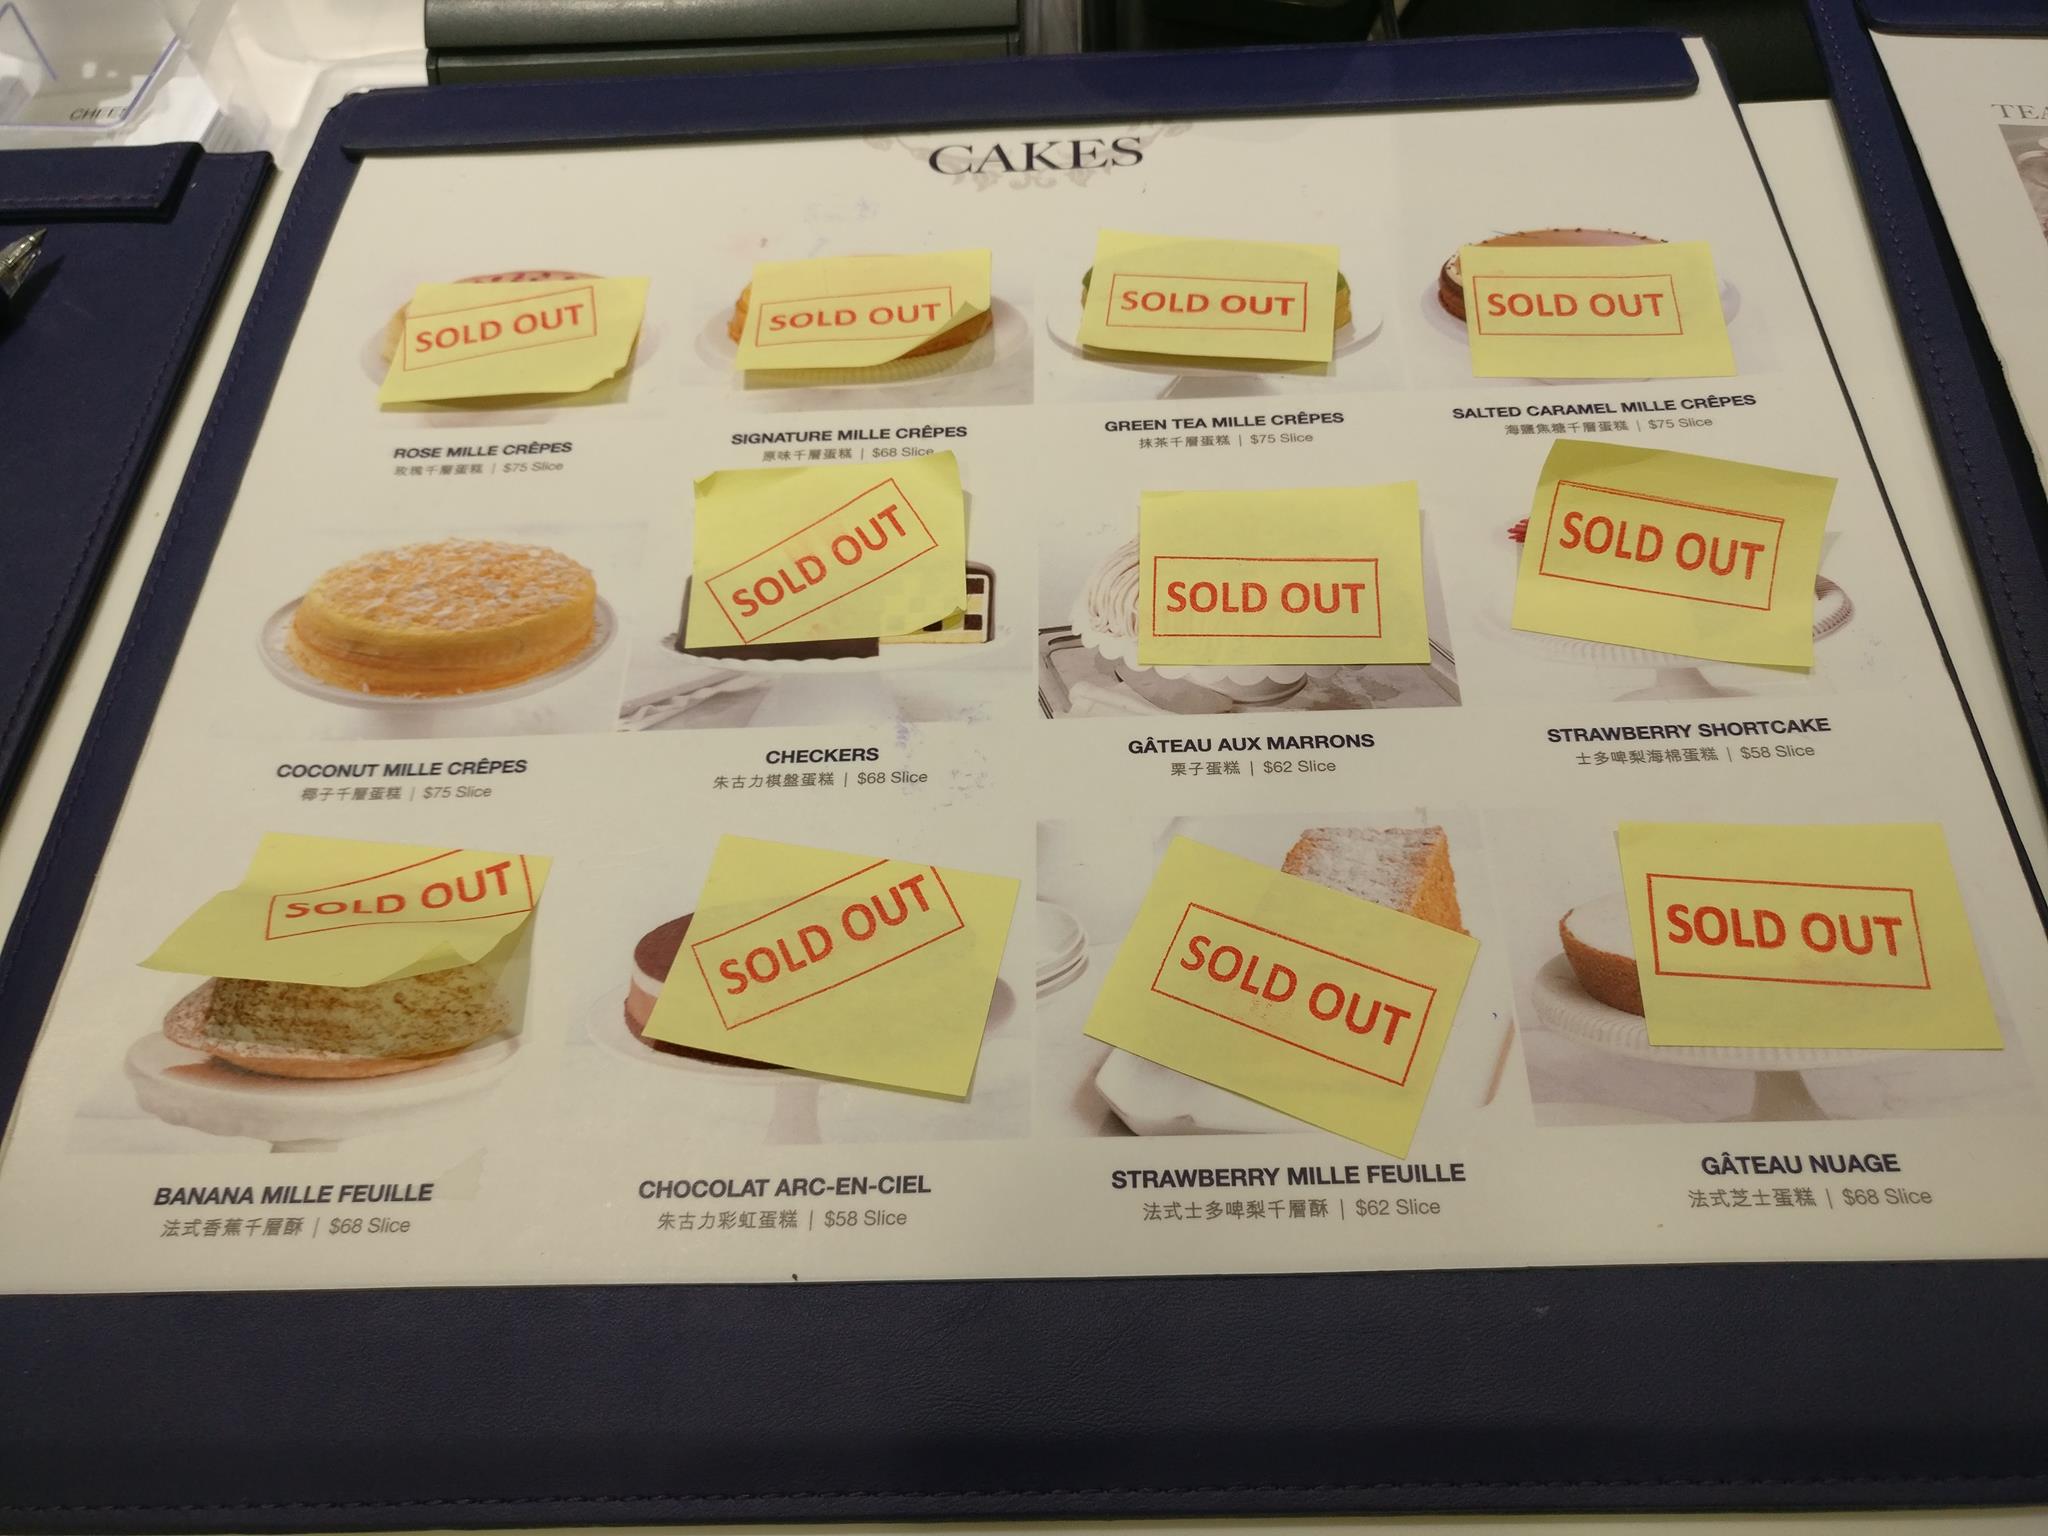 CAKES
SOLD OUT
SOLD OUT
SOLD OUT
SOLD OUT
ROSE MILLE CRÊPES
玫瑰千層蛋糕 | $75 Slice
SIGNATURE MILLE CRÊPES
原味千層蛋糕 | $68 Slice
GREEN TEA MILLE CRÊPES
抹茶千層蛋糕 | $75 Slice
SALTED CARAMEL MILLE CRÊPES
海鹽焦糖千層蛋糕 | $75 Slice
SOLD OUT
SOLD OUT
SOLD OUT
COCONUT MILLE CRÊPES
椰子千層蛋糕 | $75 Slice
CHECKERS
朱古力棋盤蛋糕 | $68 Slice
GÂTEAU AUX MARRONS
栗子蛋糕 | $62 Slice
STRAWBERRY SHORTCAKE
士多啤梨海棉蛋糕 | $58 Slice
SOLD OUT
SOLD OUT
SOLD OUT
SOLD OUT
BANANA MILLE FEUILLE
法式香蕉千層酥 | $68 Slice
CHOCOLAT ARC-EN-CIEL
朱古力彩虹蛋糕 | $58 Slice
STRAWBERRY MILLE FEUILLE
法式士多啤梨千層酥 | $62 Slice
GÂTEAU NUAGE
法式芝士蛋糕 | $68 Slice